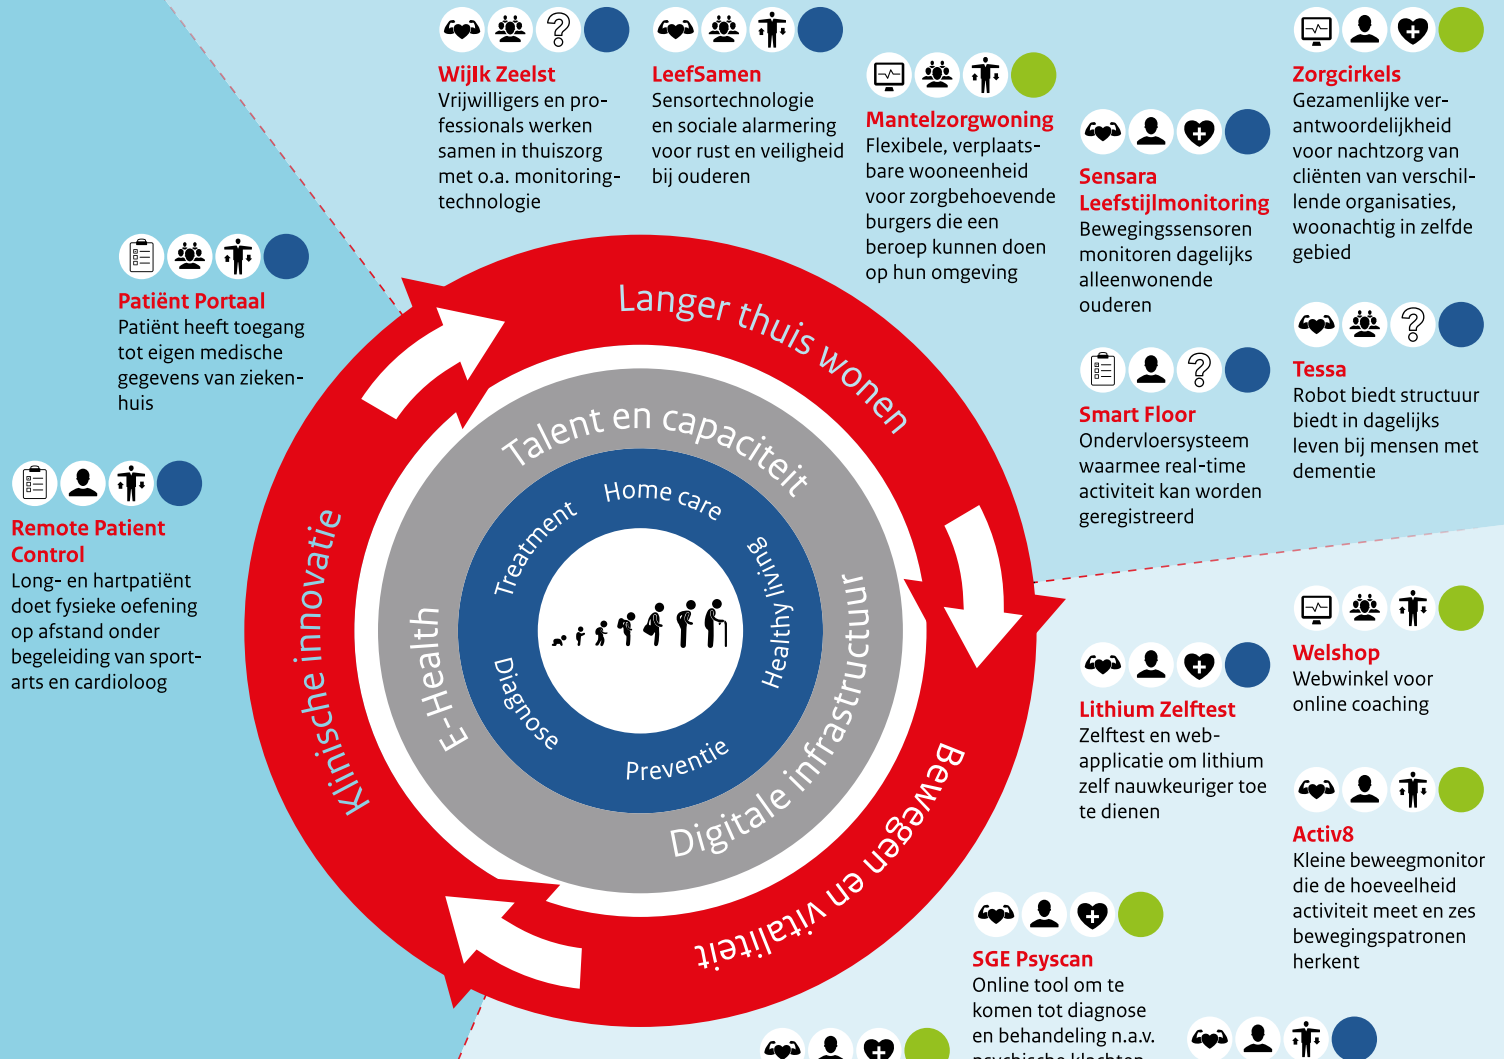 Wijlk Zeelst
Vrijwilligers en pro-
fessionals werken
samen in thuiszorg
met o.a. monitoring-
technologie
LeefSamen
Sensortechnologie
en sociale alarmering
voor rust en veiligheid
bij ouderen
Mantelzorgwoning
Flexibele, verplaats-
bare wooneenheid
voor zorgbehoevende
burgers die een
beroep kunnen doen
op hun omgeving
Sensara
Leefstijlmonitoring
Bewegingssensoren
monitoren dagelijks
alleenwonende
ouderen
Zorgcirkels
Gezamenlijke ver-
antwoordelijkheid
voor nachtzorg van
cliënten van verschil-
lende organisaties,
woonachtig in zelfde
gebied
Patiënt Portaal
Patiënt heeft toegang
tot eigen medische
gegevens van zieken-
huis
Smart Floor
Ondervloersysteem
waarmee real-time
activiteit kan worden
geregistreerd
Tessa
Robot biedt structuur
biedt in dagelijks
leven bij mensen met
dementie
Remote Patient
Control
Long- en hartpatiënt
doet fysieke oefening
op afstand onder
begeleiding van sport-
arts en cardioloog
Langer thuis wonen
Bewegen en vitaliteit
Klinische innovatie
Talent en capaciteit
Digitale infrastructuur
E-Health
Home care
Healthy living
Preventie
Diagnose
Treatment
Lithium Zelftest
Zelftest en web-
applicatie om lithium
zelf nauwkeuriger toe
te dienen
Welshop
Webwinkel voor
online coaching
Activ8
Kleine beweegmonitor
die de hoeveelheid
activiteit meet en zes
bewegingspatronen
herkent
SGE Psyscan
Online tool om te
komen tot diagnose
en behandeling n.a.v.
psychische klachten